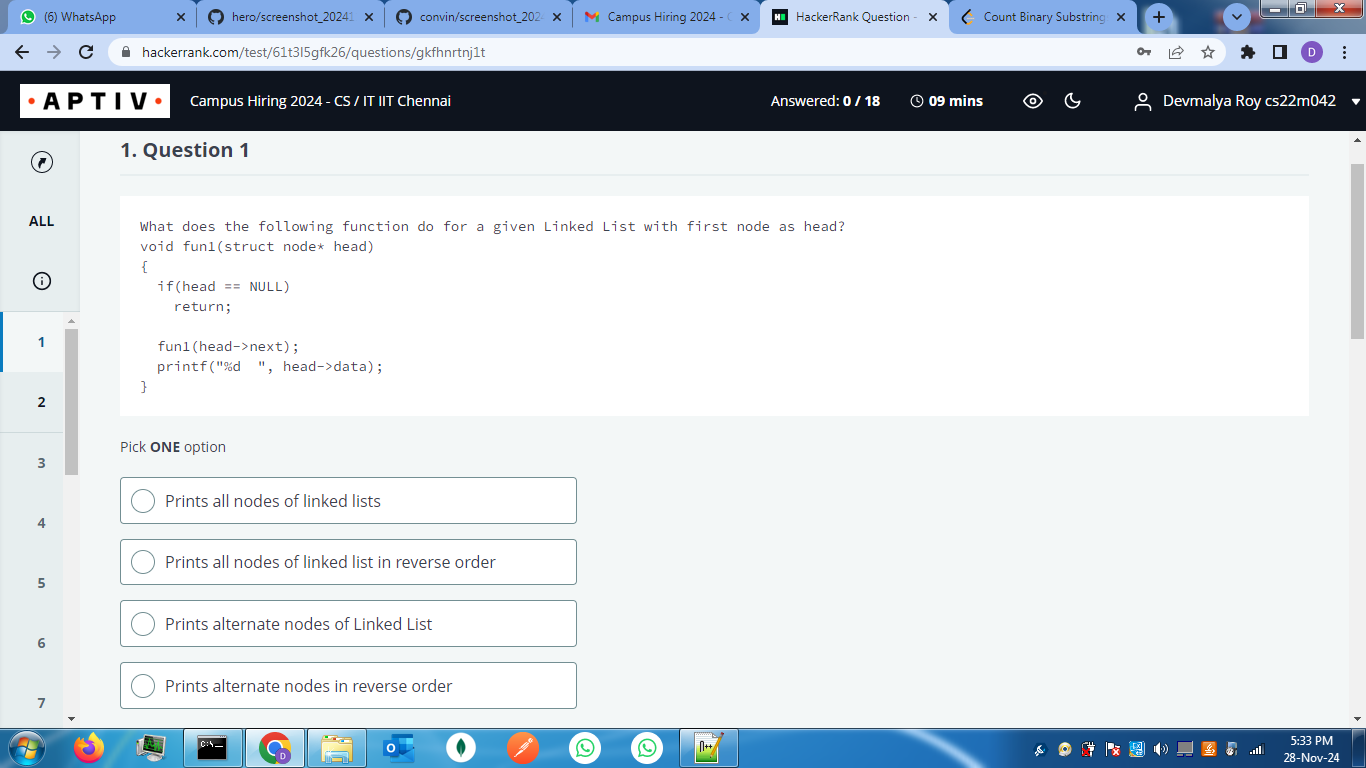 (6) WhatsApp
hero/screenshot_20241
convin/screenshot_202
Campus Hiring 2024 -
HackerRank Question -
Count Binary Substring
hackerrank.com/test/61t3l5gfk26/questions/gkfhnrtnj1t
D
• A P T I V •
Campus Hiring 2024 - CS / IT IIT Chennai
Answered: 0 / 18
09 mins
Devmalya Roy cs22m042
ALL
1
2
3
4
5
6
7
1. Question 1
What does the following function do for a given Linked List with first node as head?
void fun1(struct node* head)
{
if(head == NULL)
return;
fun1(head->next);
printf("%d  ", head->data);
}
Pick ONE option
Prints all nodes of linked lists
Prints all nodes of linked list in reverse order
Prints alternate nodes of Linked List
Prints alternate nodes in reverse order
5:33 PM
28-Nov-24